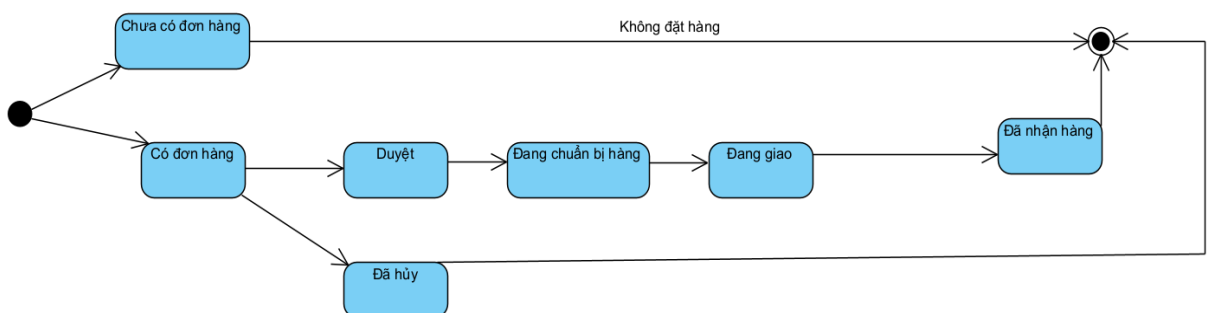 Chưa có đơn hàng
Không đặt hàng
Đã nhận hàng
Có đơn hàng
Duyệt
Đang chuẩn bị hàng
Đang giao
Đã hủy